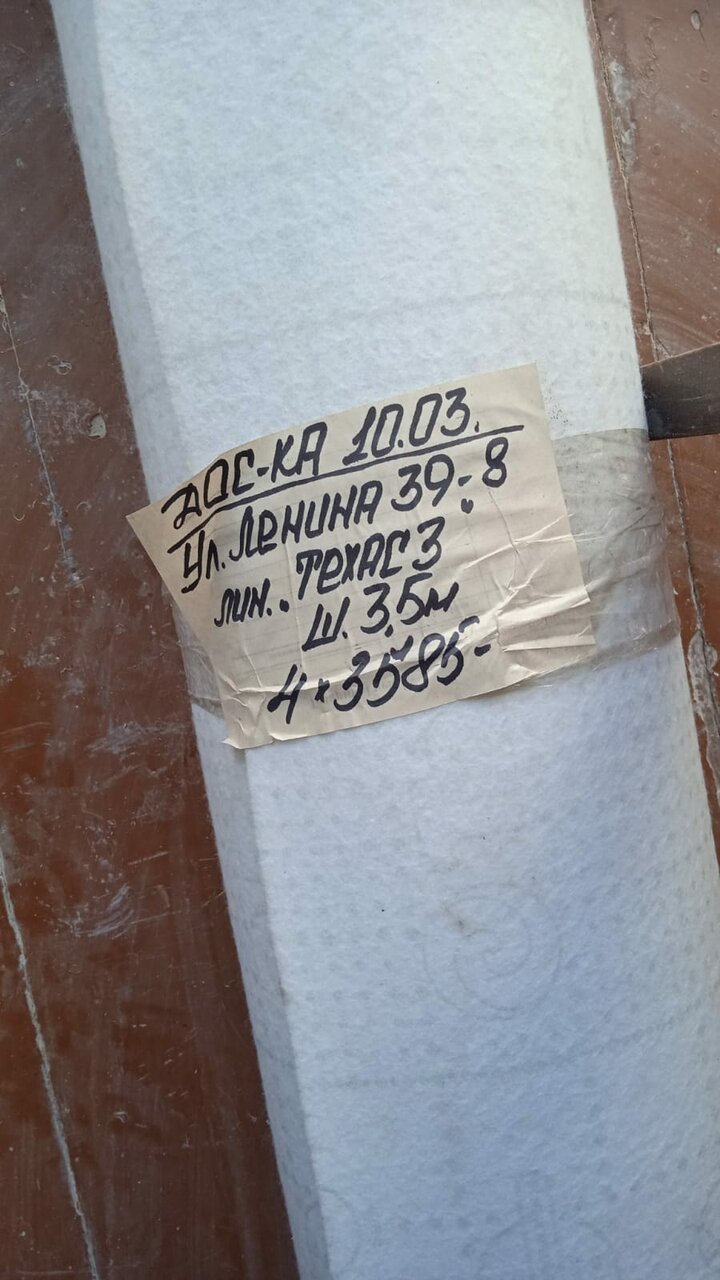 ДОС-КА 10.03.
Ул. Ленина 39-8
лин. ТЕХАС 3
Ш. 3,5м
4*3585-